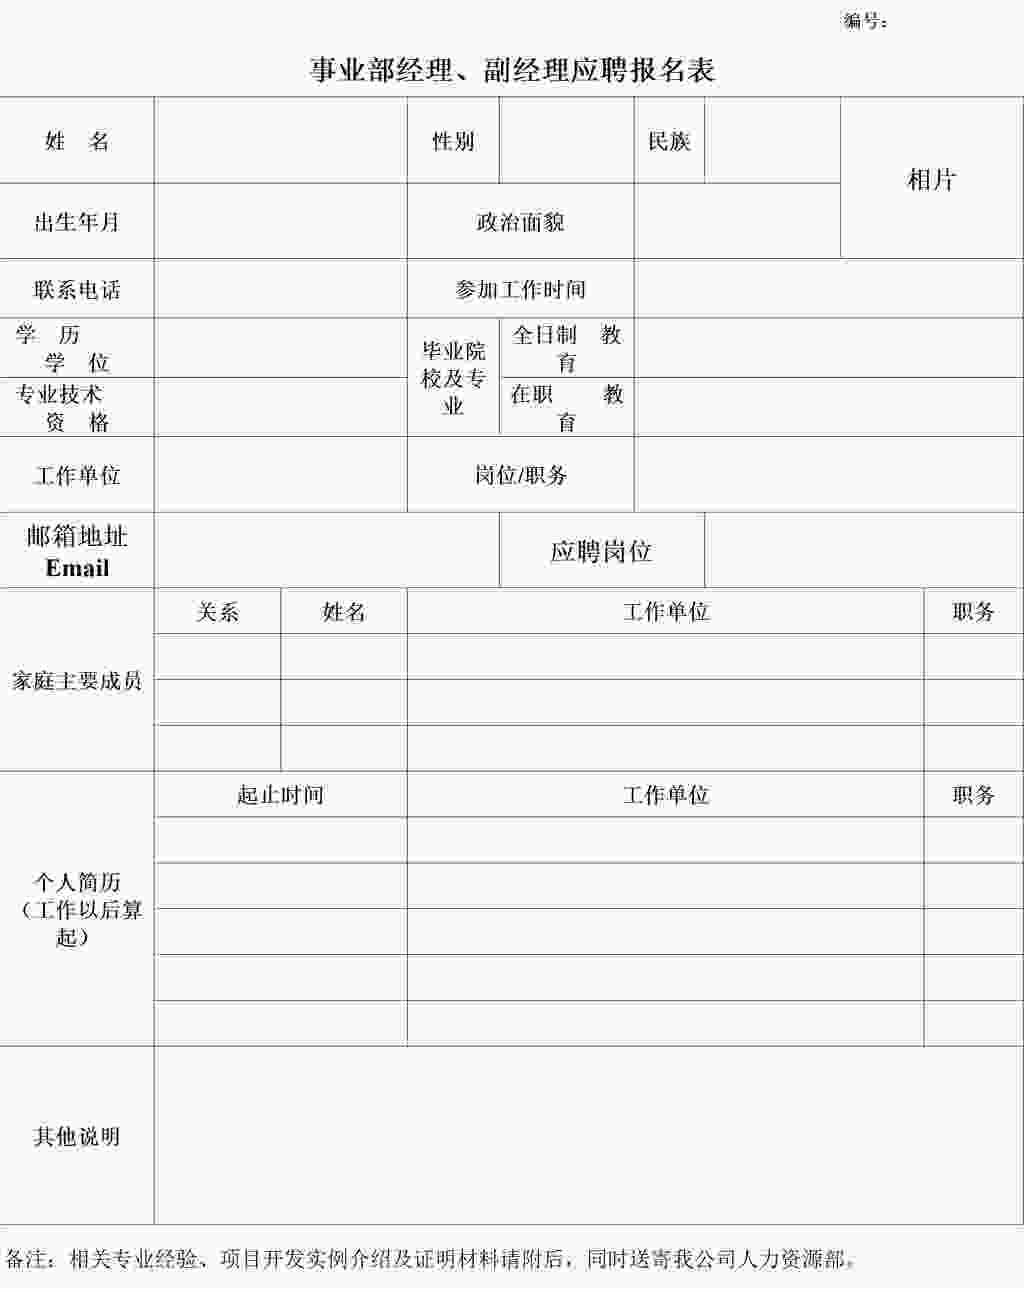 编号：
事业部经理、副经理应聘报名表
姓 名 性别 民族 相片
出生年月 政治面貌
联系电话 参加工作时间
学 历
学 位
毕业院
校及专
业
全日制 教
育
专业技术
资 格
在职 教
育
工作单位 岗位/职务
邮箱地址
Email
应聘岗位
家庭主要成员
关系 姓名 工作单位 职务
个人简历
（工作以后算
起）
起止时间 工作单位 职务
其他说明
备注：相关专业经验、项目开发实例介绍及证明材料请附后，同时送寄我公司人力资源部。